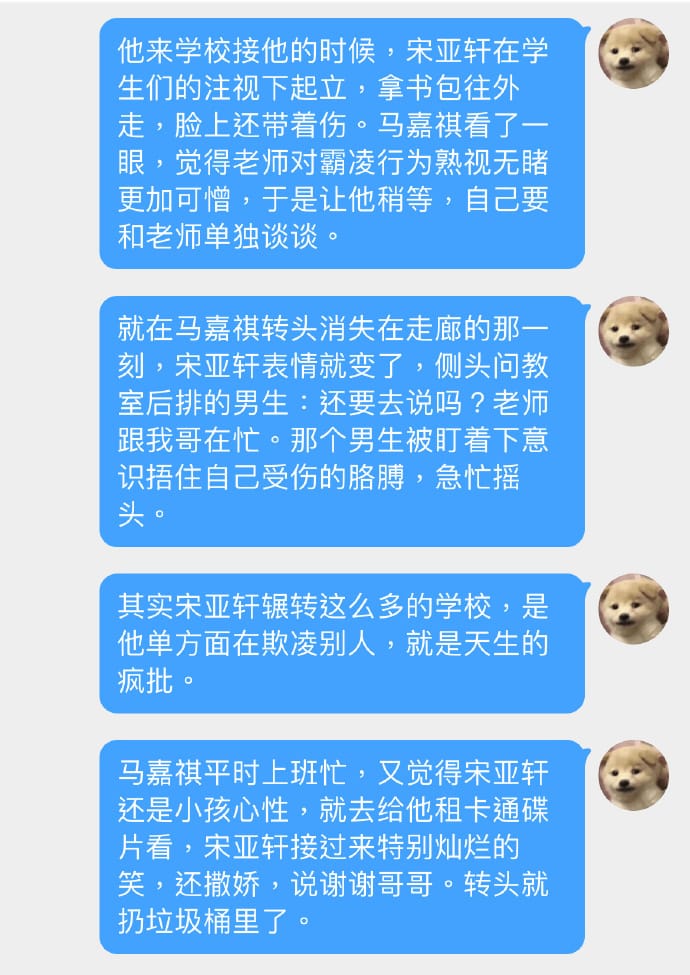 他来学校接他的时候，宋亚轩在学
生们的注视下起立，拿书包往外
走，脸上还带着伤。马嘉祺看了一
眼，觉得老师对霸凌行为熟视无睹
更加可憎，于是让他稍等，自己要
和老师单独谈谈。
就在马嘉祺转头消失在走廊的那一
刻，宋亚轩表情就变了，侧头问教
室后排的男生：还要去说吗？老师
跟我哥在忙。那个男生被盯着下意
识捂住自己受伤的胳膊，急忙摇
头。
其实宋亚轩辗转这么多的学校，是
他单方面在欺凌别人，就是天生的
疯批。
马嘉祺平时上班忙，又觉得宋亚轩
还是小孩心性，就去给他租卡通碟
片看，宋亚轩接过来特别灿烂的
笑，还撒娇，说谢谢哥哥。转头就
扔垃圾桶里了。